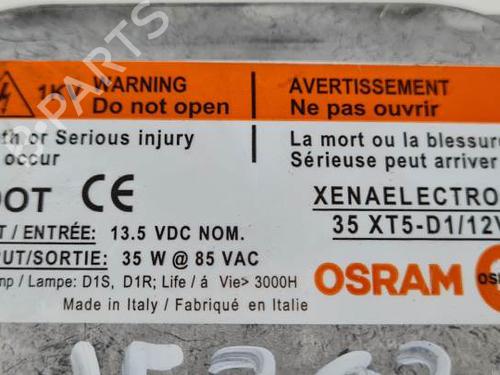 1KV WARNING
Do not open
or Serious injury
occur
AVERTISSEMENT
Ne pas ouvrir
La mort ou la blessure
Sérieuse peut arriver
DOT CE
/ ENTRÉE: 13.5 VDC NOM.
/SORTIE: 35 W @ 85 VAC
/ Lampe: D1S, D1R; Life / á Vie> 3000H
Made in Italy / Fabriqué en Italie
XENAELECTRO
35 XT5-D1/12V
OSRAM
B-PARTS